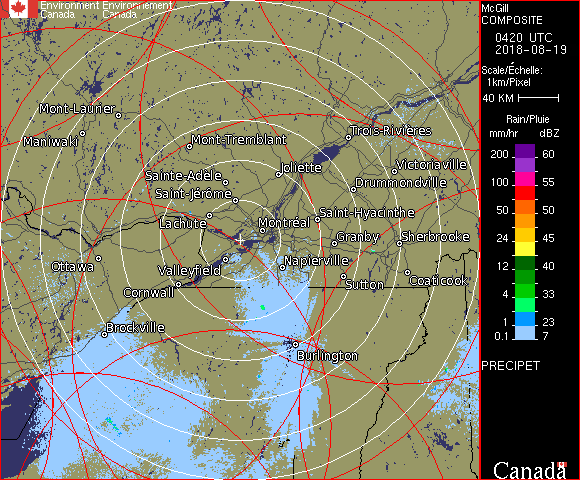 Environment Environnement
Canada Canada
McGill
COMPOSITE
0420 UTC
2018-08-19
Scale/Échelle:
1km/Pixel
40 KM
Rain/Pluie
mm/hr dBZ
200 60
100 55
50 50
24 45
12 40
4 33
1 23
0.1 7
PRECIPET
Canada
Mont-Laurier
Maniwaki
Mont-Tremblant
Trois-Rivières
Joliette
Victoriaville
Sainte-Adèle
Drummondville
Saint-Jérôme
Lachute
Saint-Hyacinthe
Montréal
Granby
Sherbrooke
Ottawa
Valleyfield
Napierville
Cornwall
Sutton
Coaticook
Brockville
Burlington